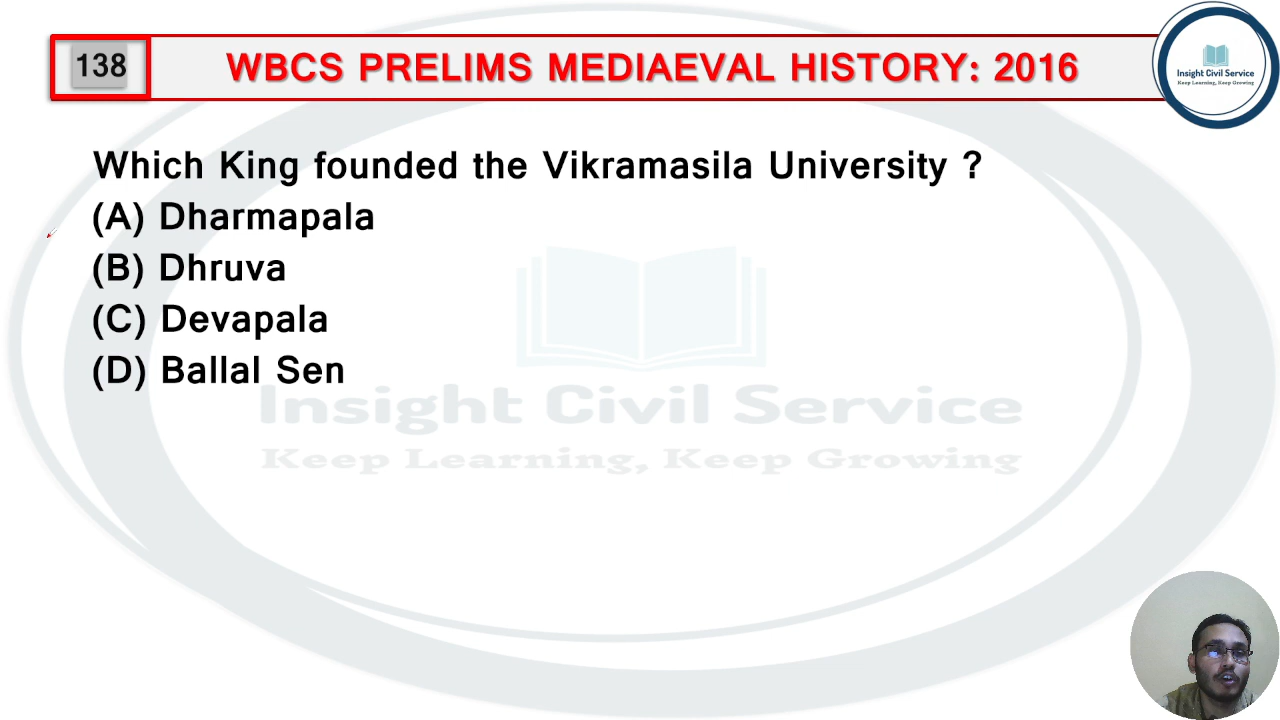 138
WBCS PRELIMS MEDIAEVAL HISTORY: 2016
Insight Civil Service
Keep Learning, Keep Growing
Which King founded the Vikramasila University ?
(A) Dharmapala
(B) Dhruva
(C) Devapala
(D) Ballal Sen
Insight Civil Service
Keep Learning, Keep Growing